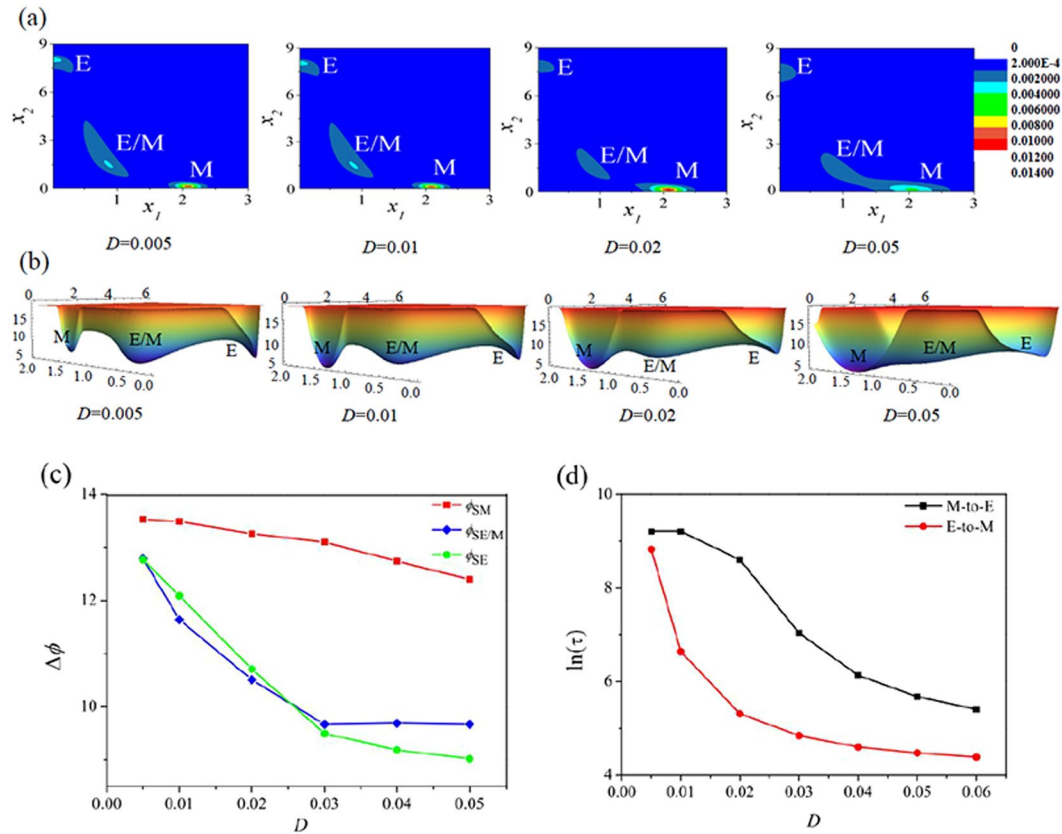 (a)
9
6
3
0
x2
E
E/M
M
1 2 3
x1
D=0.005
9
6
3
0
x2
E
E/M
M
1 2 3
x1
D=0.01
9
6
3
0
x2
E
E/M
M
1 2 3
x1
D=0.02
9
6
3
0
x2
E
E/M
M
1 2 3
x1
D=0.05
0
2.000E-4
0.002000
0.004000
0.006000
0.00800
0.01000
0.01200
0.01400
(b)
0 2 4 6
15
10
5
M E/M E
2.0 1.5 1.0 0.5 0.0
D=0.005
0 2 4 6
15
10
5
M E/M E
2.0 1.5 1.0 0.5 0.0
D=0.01
0 2 4 6
15
10
5
M E/M E
2.0 1.5 1.0 0.5 0.0
D=0.02
0 2 4 6
15
10
5
M E/M E
2.0 1.5 1.0 0.5 0.0
D=0.05
(c)
14
12
10
Δϕ
ϕSM
ϕSE/M
ϕSE
0.00 0.01 0.02 0.03 0.04 0.05
D
(d)
10
8
6
4
ln(τ)
M-to-E
E-to-M
0.00 0.01 0.02 0.03 0.04 0.05 0.06
D